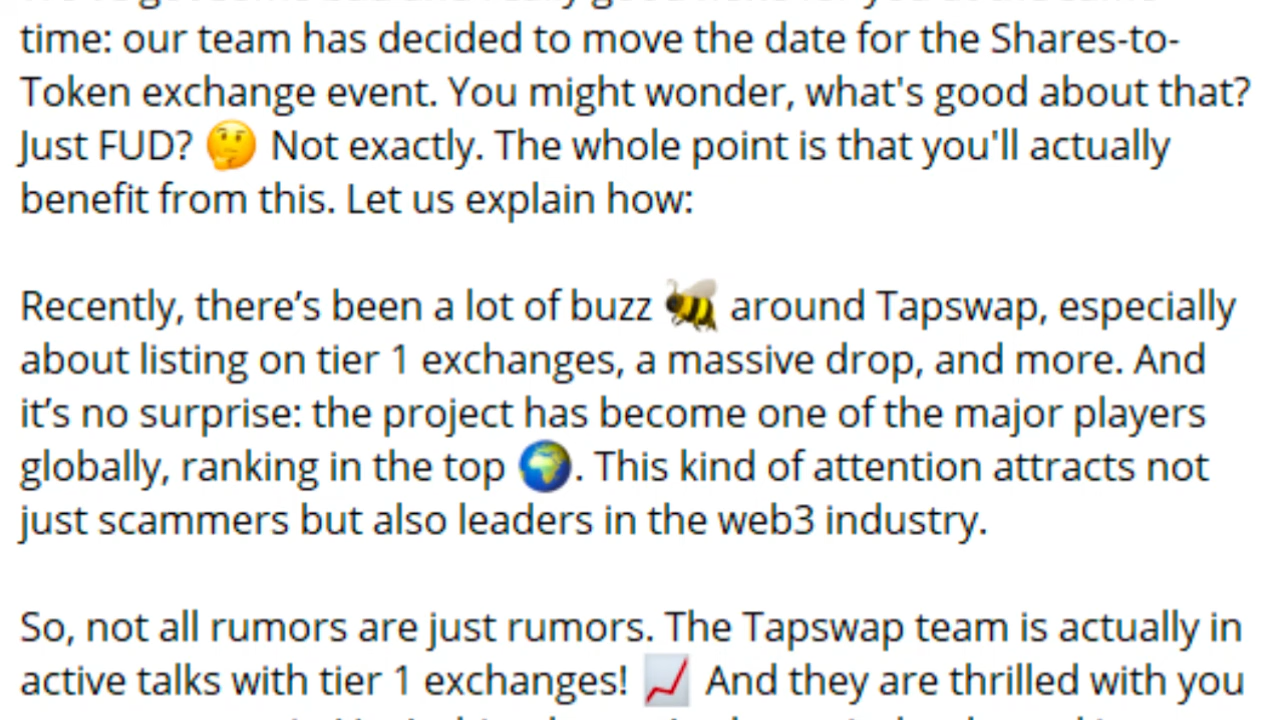 time: our team has decided to move the date for the Shares-to-
Token exchange event. You might wonder, what's good about that?
Just FUD? 🤔 Not exactly. The whole point is that you'll actually
benefit from this. Let us explain how:
Recently, there’s been a lot of buzz 🐝 around Tapswap, especially
about listing on tier 1 exchanges, a massive drop, and more. And
it’s no surprise: the project has become one of the major players
globally, ranking in the top 🌍. This kind of attention attracts not
just scammers but also leaders in the web3 industry.
So, not all rumors are just rumors. The Tapswap team is actually in
active talks with tier 1 exchanges! 📈 And they are thrilled with you